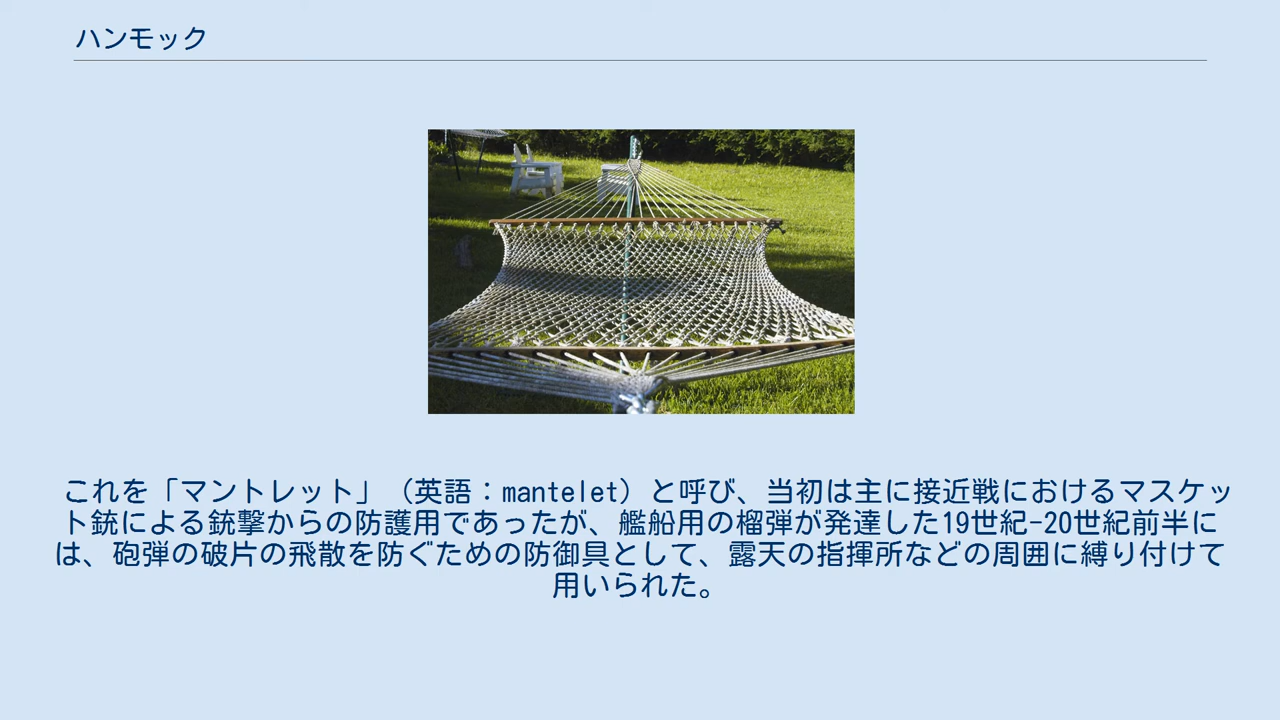 ハンモック
これを「マントレット」（英語：mantelet）と呼び、当初は主に接近戦におけるマスケッ
ト銃による銃撃からの防護用であったが、艦船用の榴弾が発達した19世紀-20世紀前半に
は、砲弾の破片の飛散を防ぐための防御具として、露天の指揮所などの周囲に縛り付けて
用いられた。